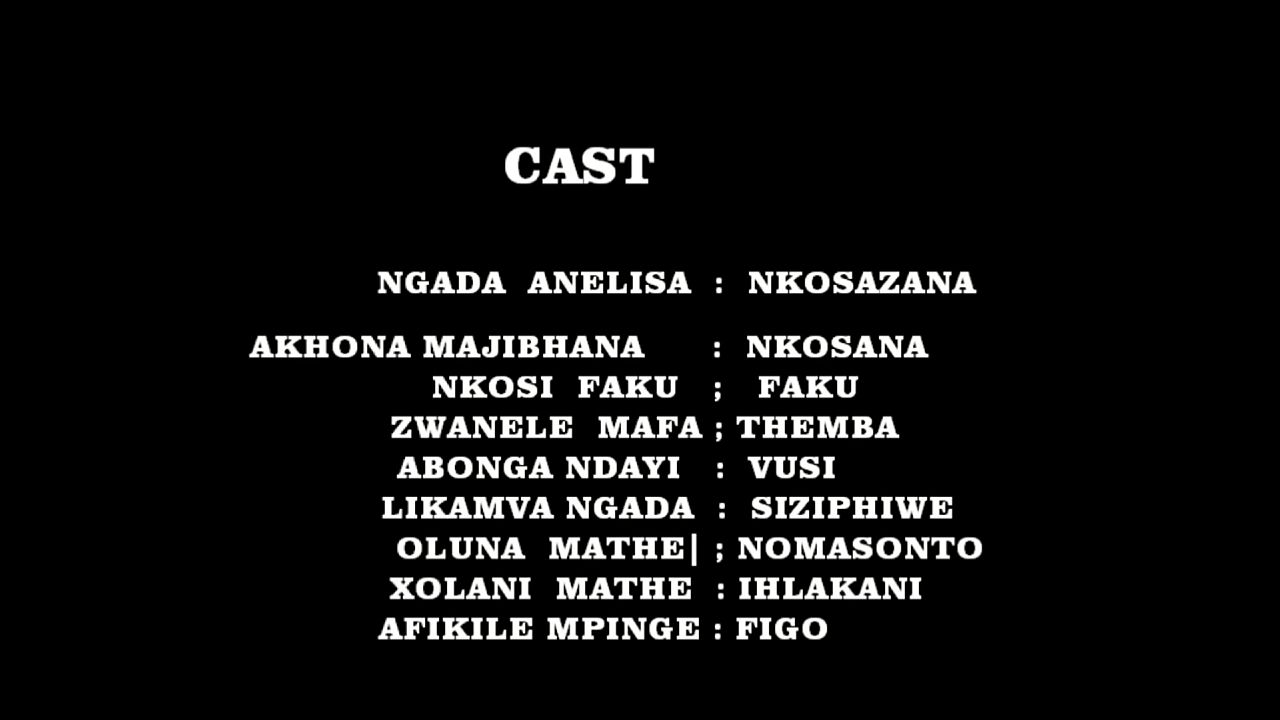 CAST
NGADA ANELISA : NKOSAZANA
AKHONA MAJIBHANA : NKOSANA
NKOSI FAKU ; FAKU
ZWANELE MAFA ; THEMBA
ABONGA NDAYI : VUSI
LIKAMVA NGADA : SIZIPHIWE
OLUNA MATHE| ; NOMASONTO
XOLANI MATHE : IHLAKANI
AFIKILE MPINGE : FIGO